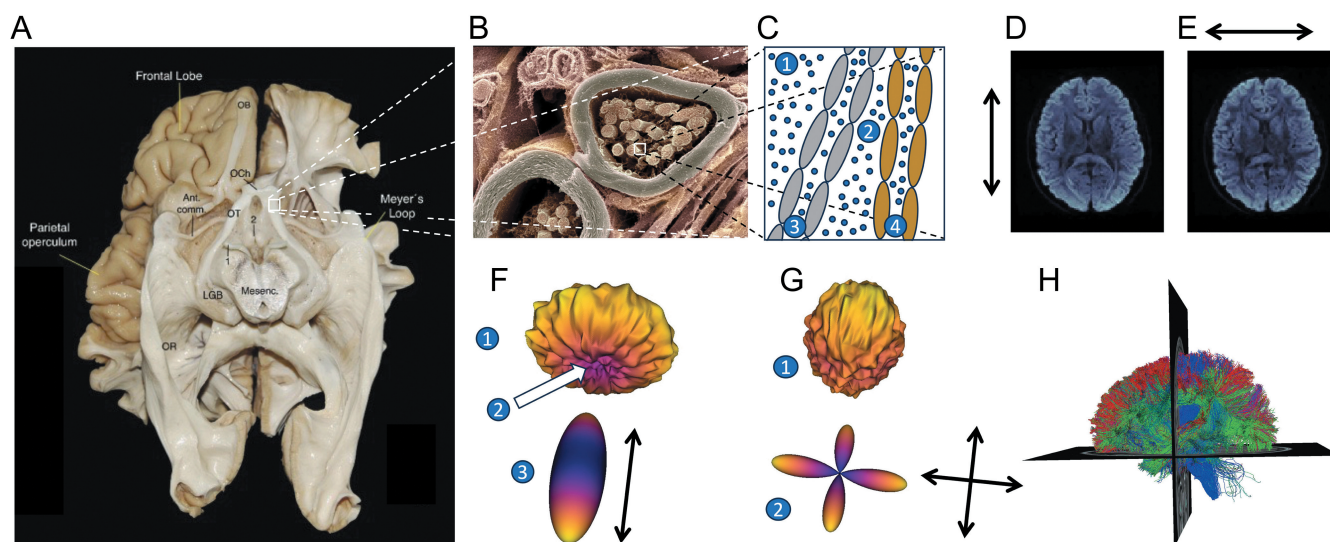 A
B
C
D
E
Frontal Lobe
OB
OCh
Ant.
comm.
OT
2
Meyer´s
Loop
Parietal
operculum
1
LGB
Mesenc.
OR
1
2
3
4
F
G
H
1
2
3
1
2